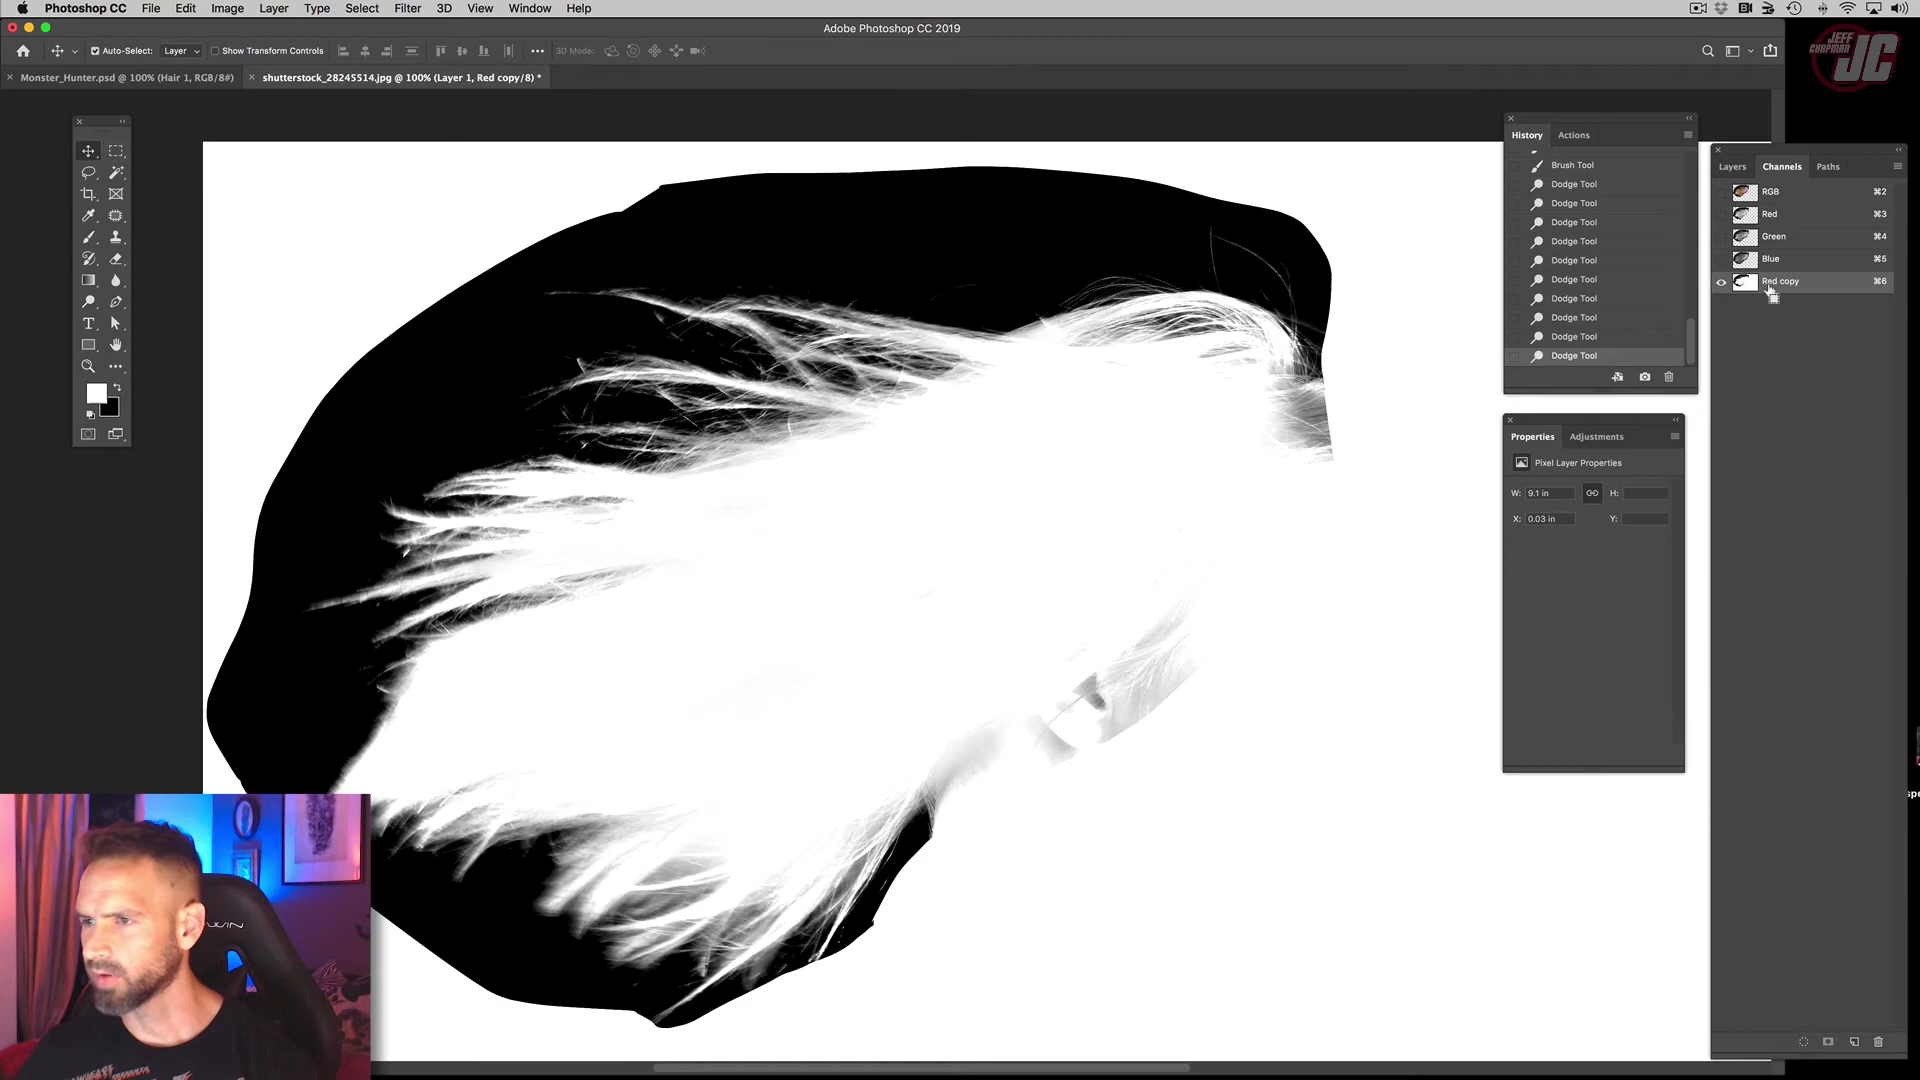 Photoshop CC File Edit Image Layer Type Select Filter 3D View Window Help
Adobe Photoshop CC 2019
JEFF CHAPMAN JC
Auto-Select: Layer Show Transform Controls 3D Mode:
Monster_Hunter.psd @ 100% (Hair 1, RGB/8#) shutterstock_28245514.jpg @ 100% (Layer 1, Red copy/8) *
History Actions
Brush Tool
Dodge Tool
Dodge Tool
Dodge Tool
Dodge Tool
Dodge Tool
Dodge Tool
Dodge Tool
Dodge Tool
Dodge Tool
Dodge Tool
Layers Channels Paths
RGB ⌘2
Red ⌘3
Green ⌘4
Blue ⌘5
Red copy ⌘6
Properties Adjustments
Pixel Layer Properties
W: 9.1 in H:
X: 0.03 in Y: